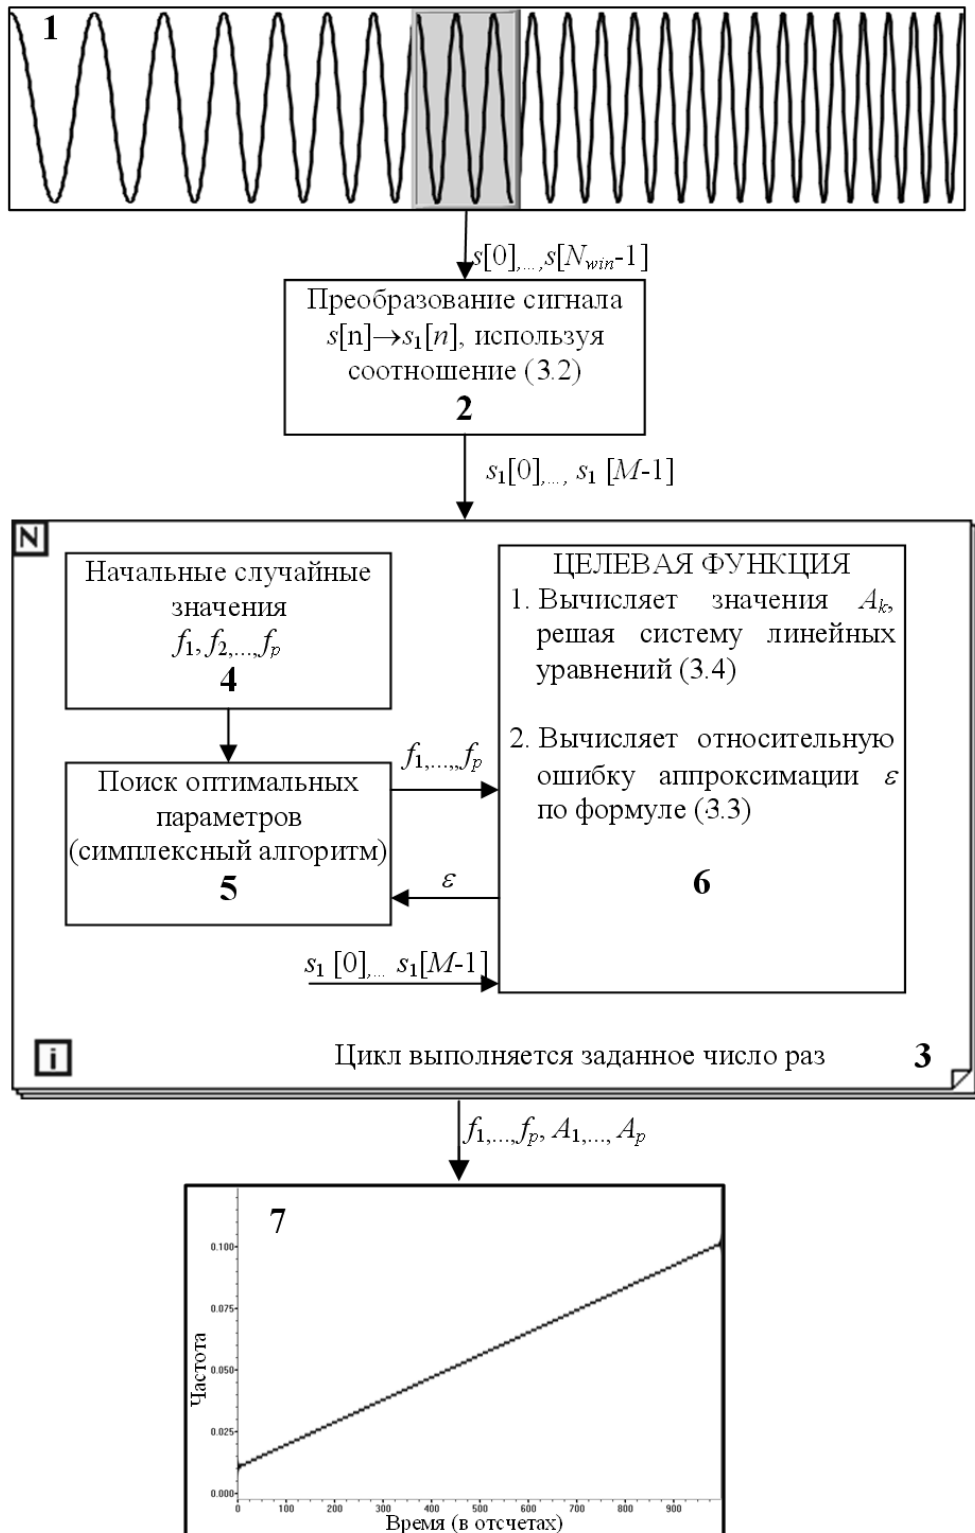 1
s[0],...,s[Nwin-1]
Преобразование сигнала
s[n]→s1[n], используя
соотношение (3.2)
2
s1[0],..., s1 [M-1]
N
Начальные случайные
значения
f1, f2,...,fp
4
Поиск оптимальных
параметров
(симплексный алгоритм)
5
f1,...,,fp
ε
s1 [0],... s1[M-1]
ЦЕЛЕВАЯ ФУНКЦИЯ
1. Вычисляет значения Ak,
решая систему линейных
уравнений (3.4)
2. Вычисляет относительную
ошибку аппроксимации ε
по формуле (3.3)
6
i
Цикл выполняется заданное число раз
3
f1,...,fp, A1,..., Ap
7
0.100
0.075
0.050
0.025
0.000
Частота
0 100 200 300 400 500 600 700 800 900
Время (в отсчетах)